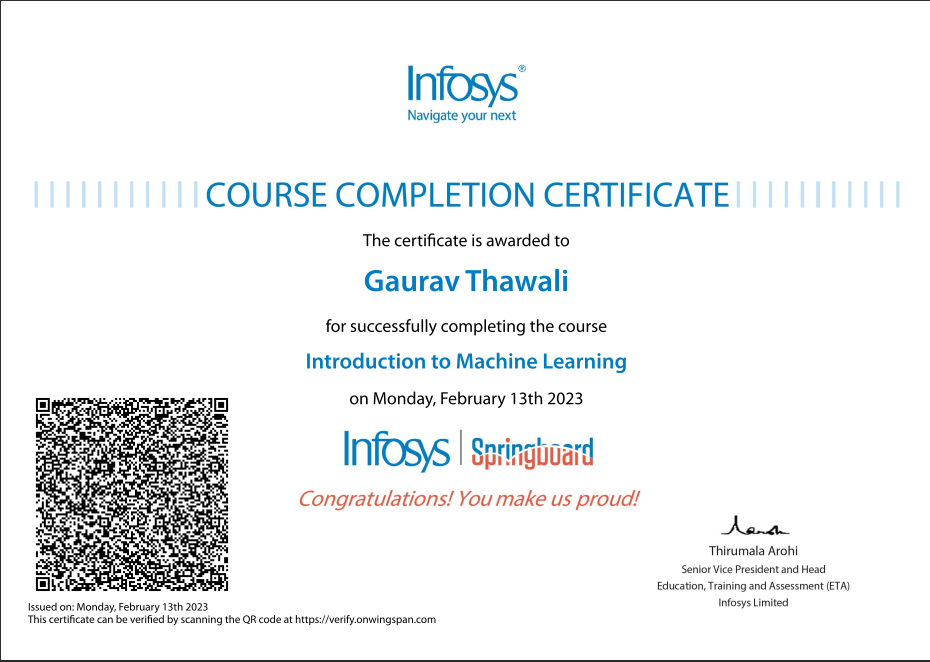 Infosys®
Navigate your next
COURSE COMPLETION CERTIFICATE
The certificate is awarded to
Gaurav Thawali
for successfully completing the course
Introduction to Machine Learning
on Monday, February 13th 2023
Infosys | Springboard
Congratulations! You make us proud!
Thirumala Arohi
Senior Vice President and Head
Education, Training and Assessment (ETA)
Infosys Limited
Issued on: Monday, February 13th 2023
This certificate can be verified by scanning the QR code at https://verify.onwingspan.com